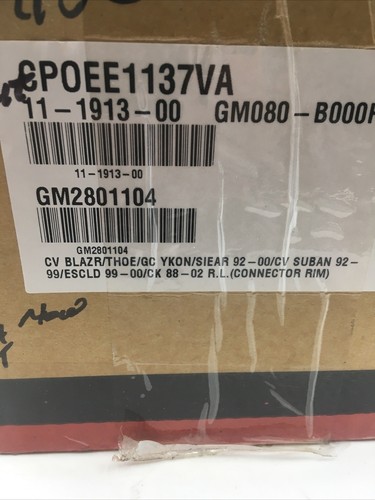 CPOEE1137VA
11-1913-00 GM080-B000R
11-1913-00
GM2801104
GM2801104
CV BLAZR/THOE/GC YKON/SIEAR 92-00/CV SUBAN 92-
99/ESCLD 99-00/CK 88-02 R.L.(CONNECTOR RIM)